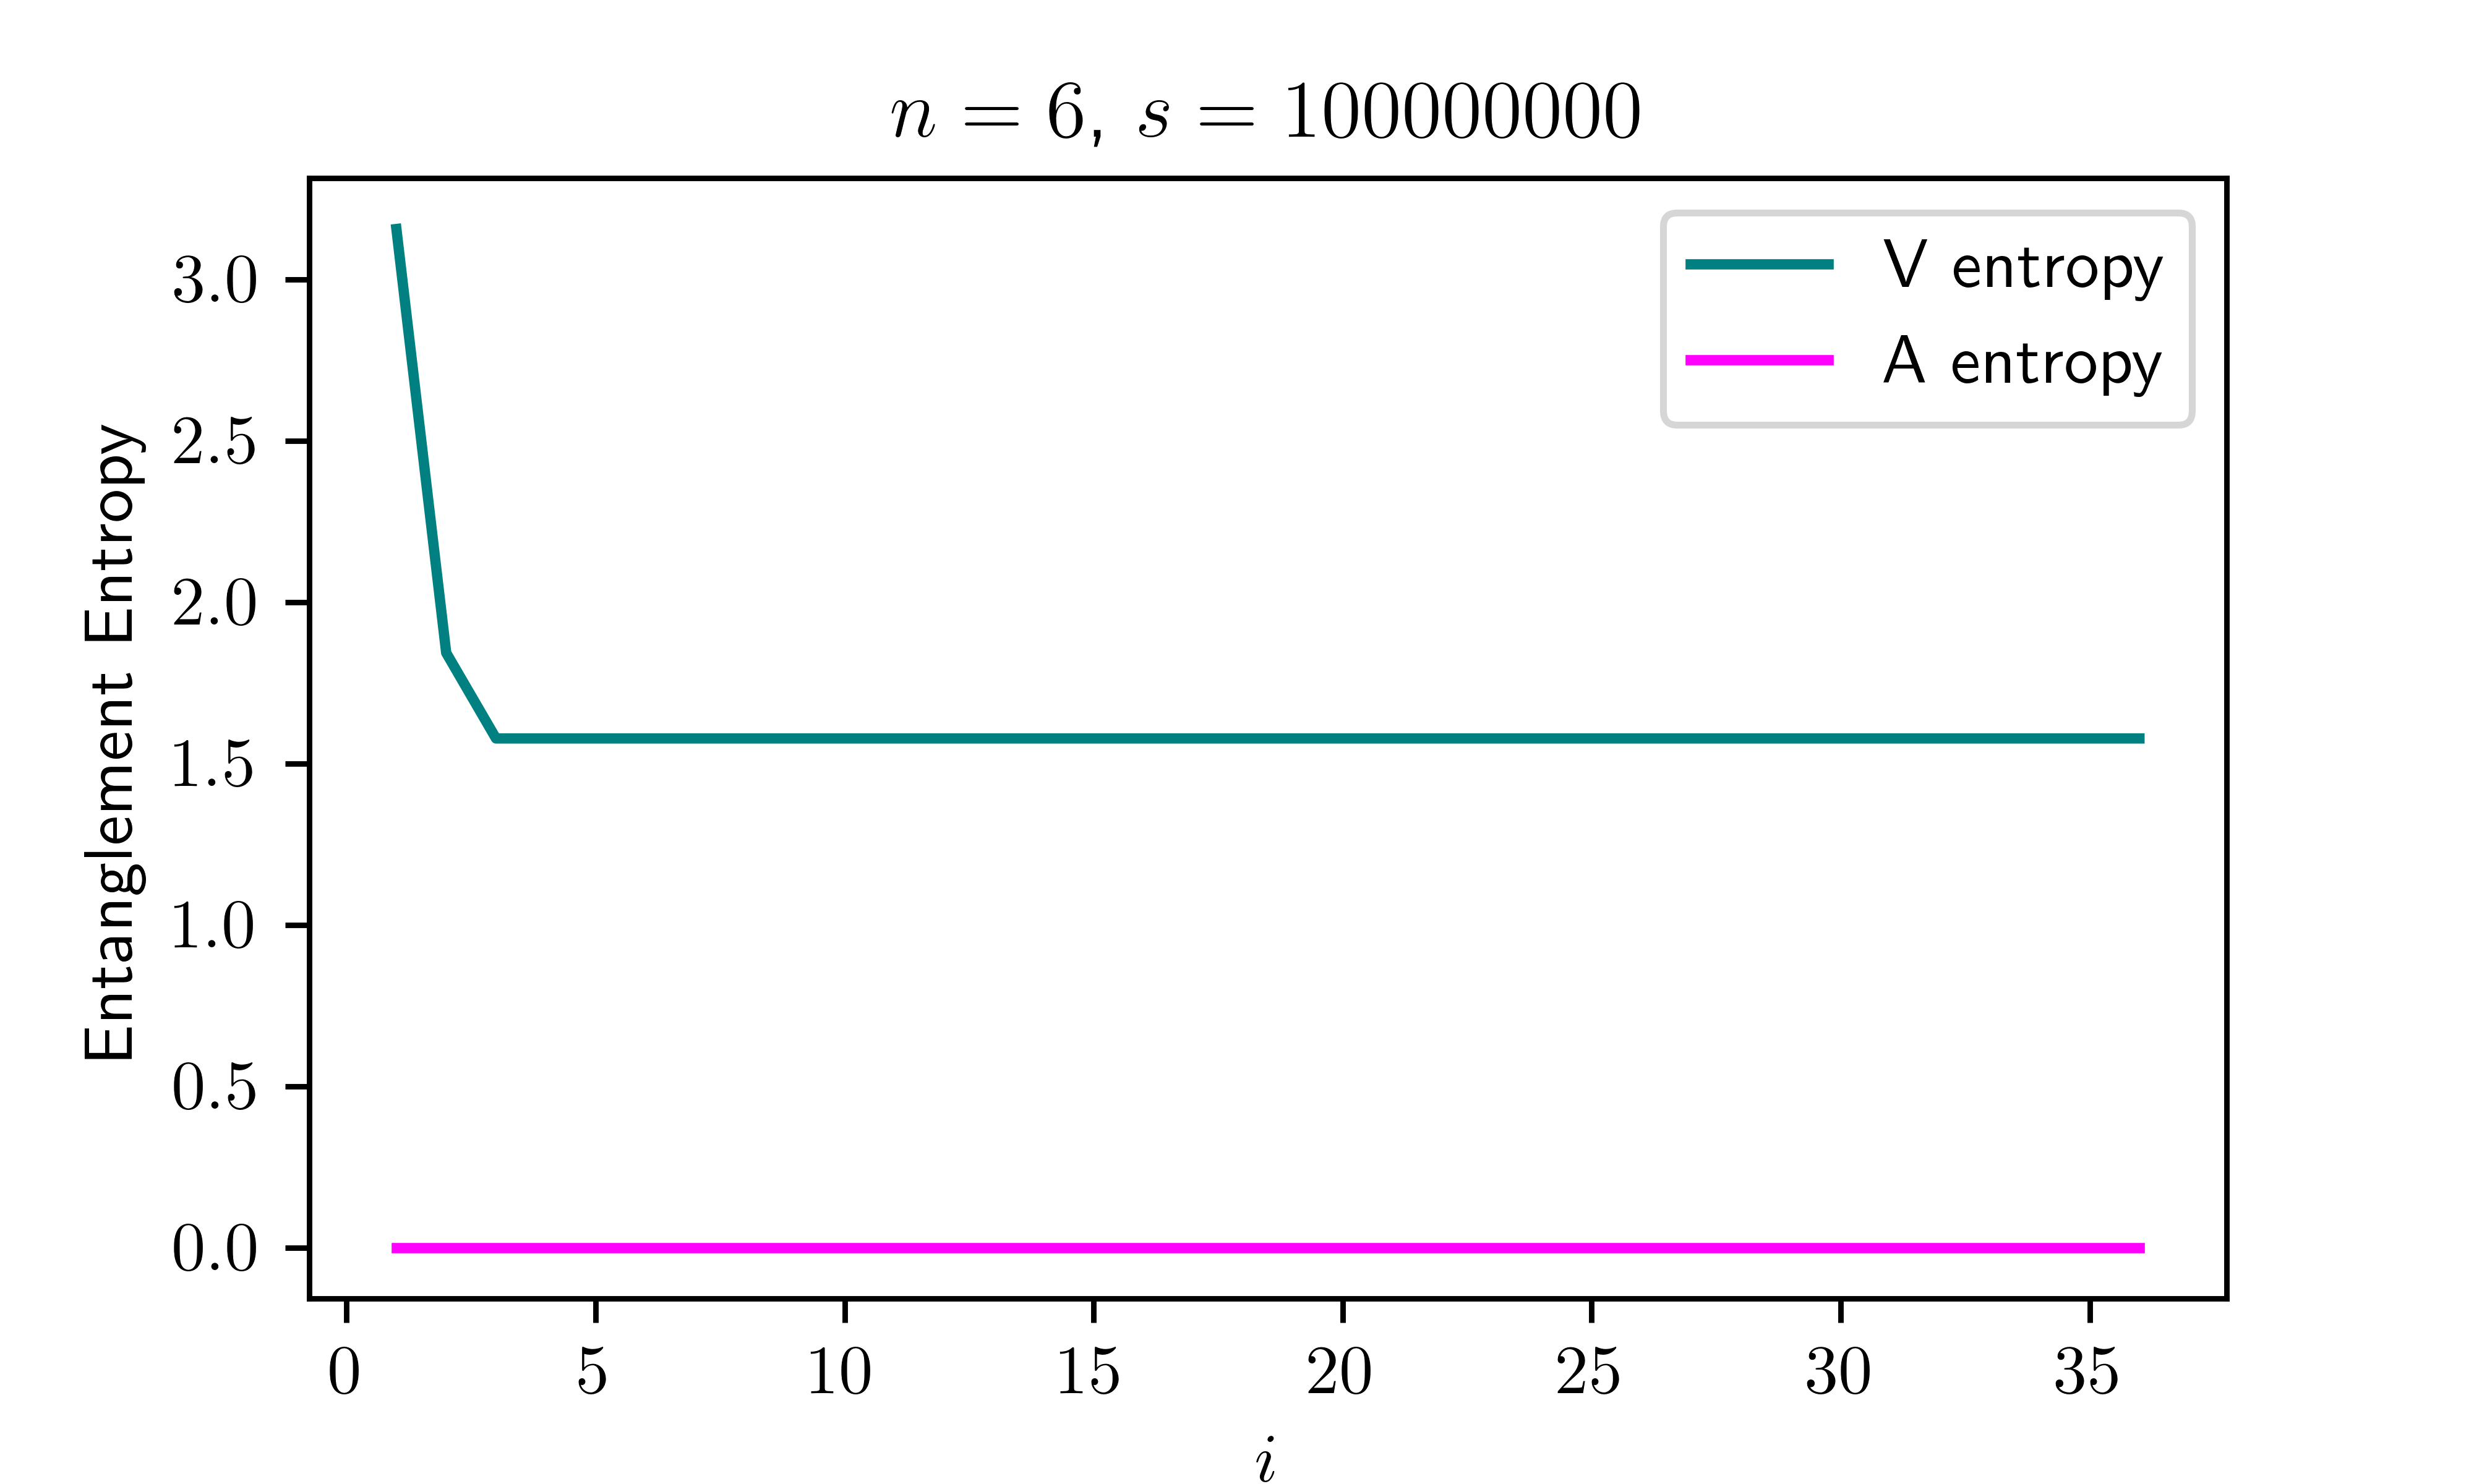 n = 6, s = 100000000
V entropy
A entropy
Entanglement Entropy
3.0
2.5
2.0
1.5
1.0
0.5
0.0
0 5 10 15 20 25 30 35
i